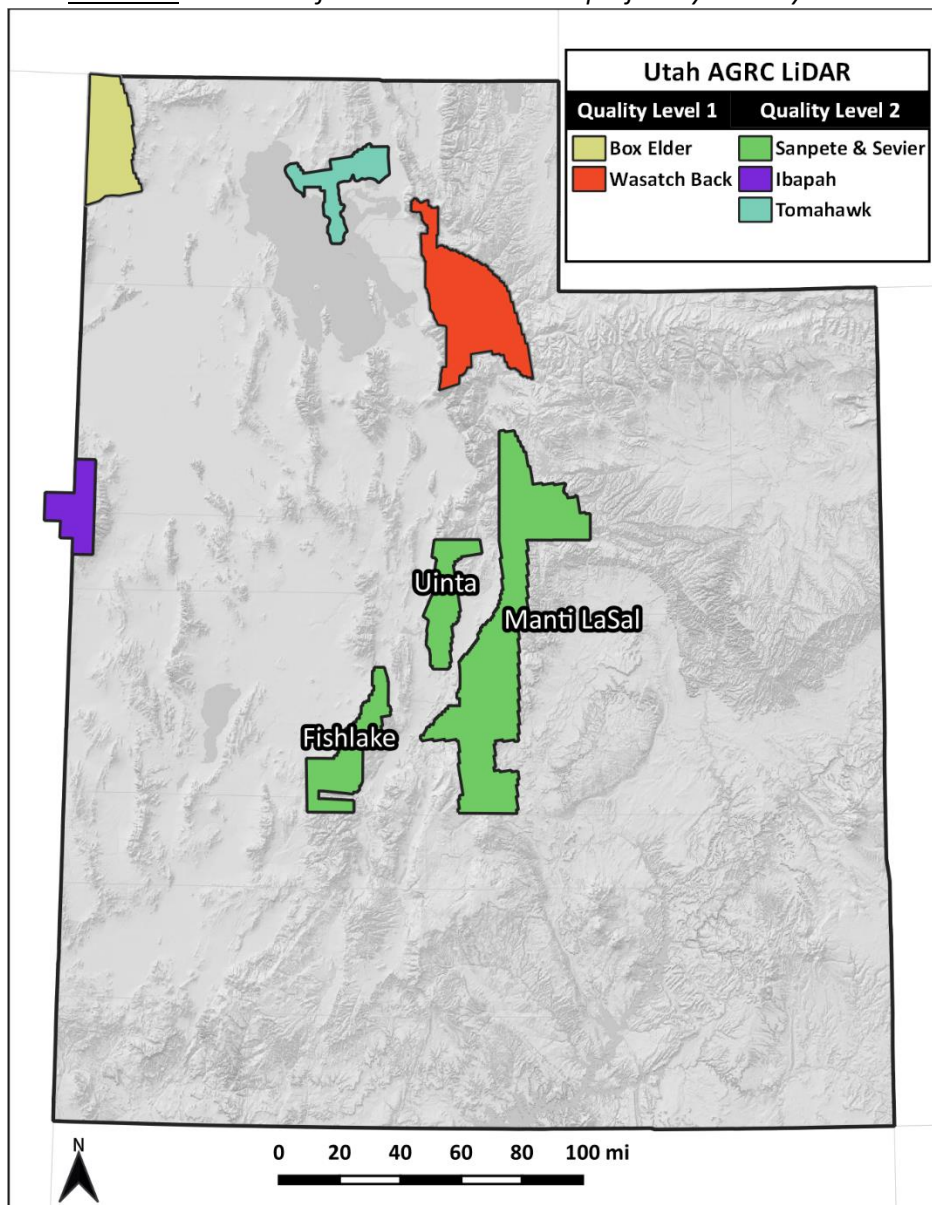 Utah AGRC LiDAR
Quality Level 1 Quality Level 2
Box Elder Sanpete & Sevier
Wasatch Back Ibapah
Tomahawk
Uinta
Manti LaSal
Fishlake
N
0 20 40 60 80 100 mi